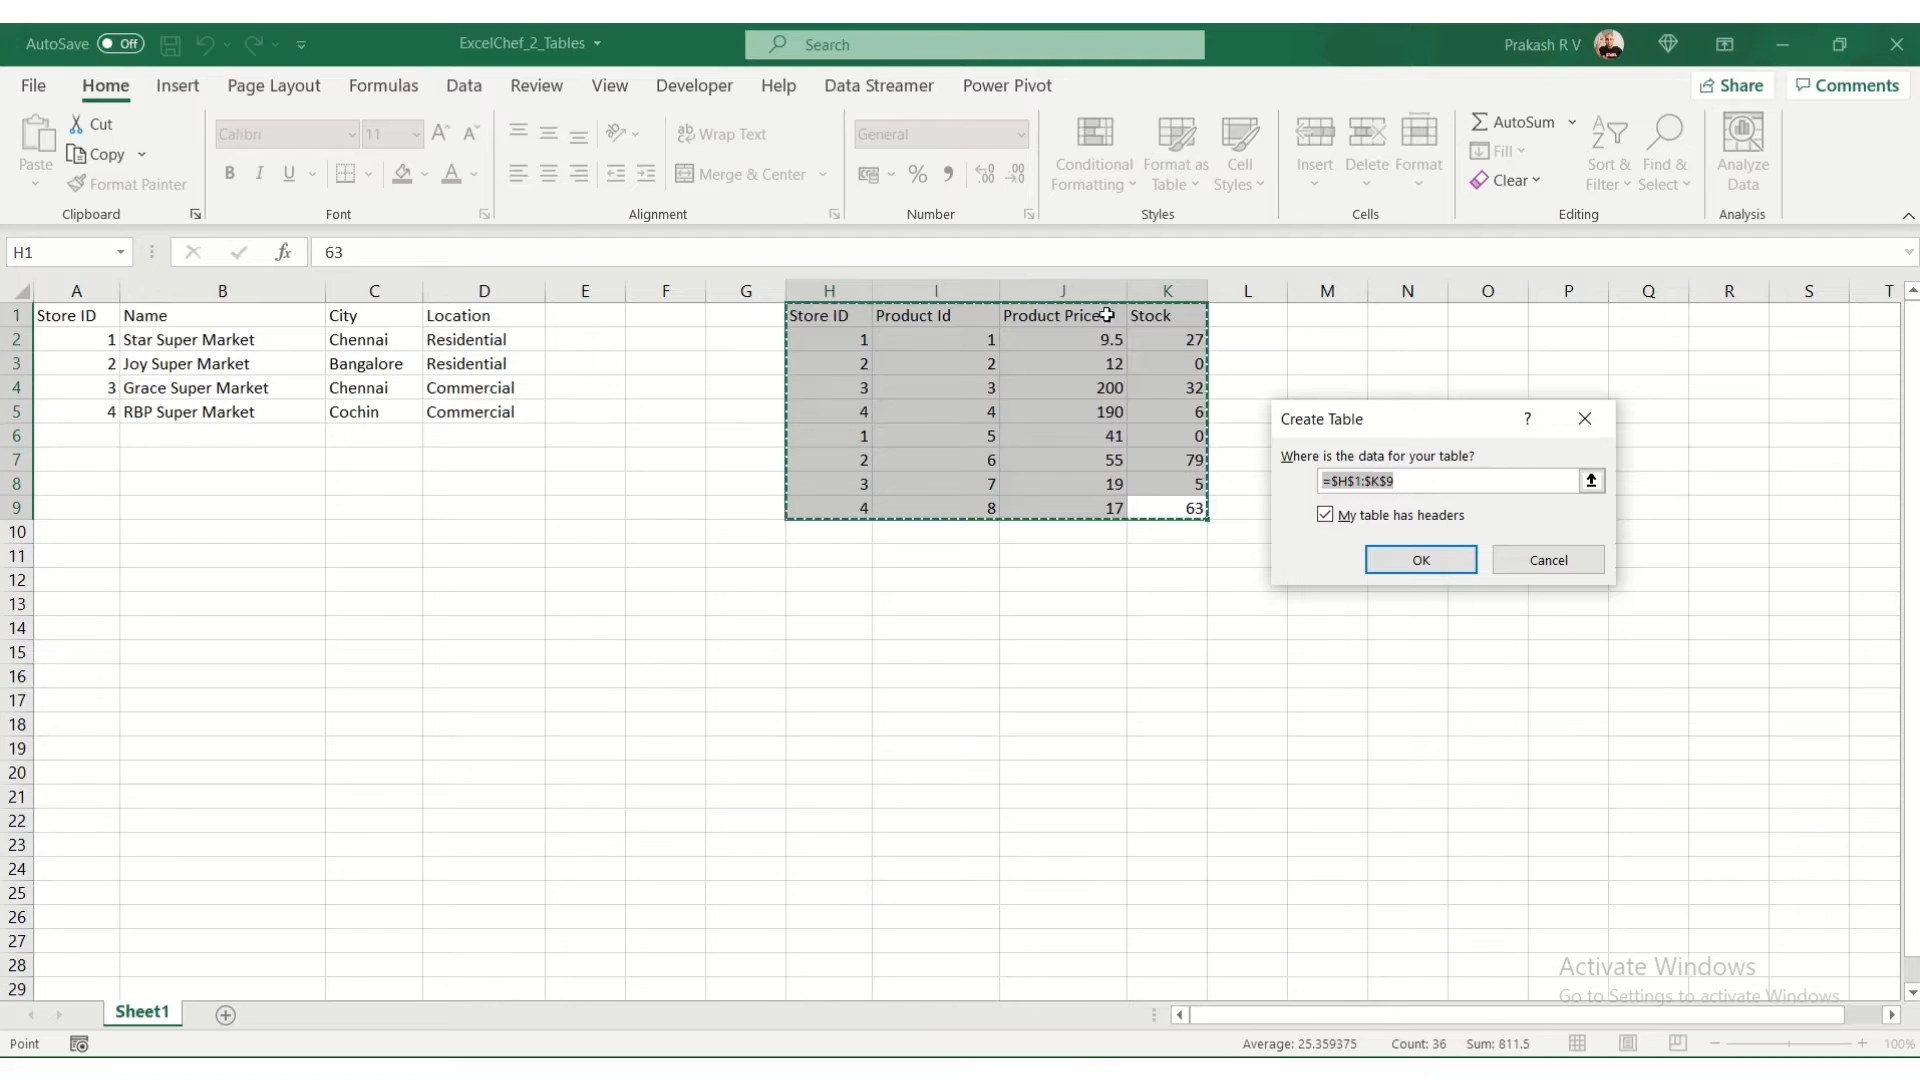 AutoSave Off ExcelChef_2_Tables Search Prakash R V
File Home Insert Page Layout Formulas Data Review View Developer Help Data Streamer Power Pivot Share Comments
Paste Cut Copy Format Painter Clipboard
Calibri 11 A A B I U A Font
ab Wrap Text Merge & Center Alignment
General % Number
Conditional Formatting Format as Table Cell Styles Styles
Insert Delete Format Cells
AutoSum Fill Clear Sort & Filter Find & Select Editing
Analyze Data Analysis
H1 fx 63
A B C D E F G H I J K L M N O P Q R S T
1 Store ID Name City Location Store ID Product Id Product Price Stock
2 1 Star Super Market Chennai Residential 1 1 9.5 27
3 2 Joy Super Market Bangalore Residential 2 2 12 0
4 3 Grace Super Market Chennai Commercial 3 3 200 32
5 4 RBP Super Market Cochin Commercial 4 4 190 6
6 1 5 41 0
7 2 6 55 79
8 3 7 19 5
9 4 8 17 63
10
11
12
13
14
15
16
17
18
19
20
21
22
23
24
25
26
27
28
29
Create Table ?
Where is the data for your table?
=$H$1:$K$9
My table has headers
OK Cancel
Activate Windows
Go to Settings to activate Windows.
Sheet1
Point Average: 25.359375 Count: 36 Sum: 811.5 100%